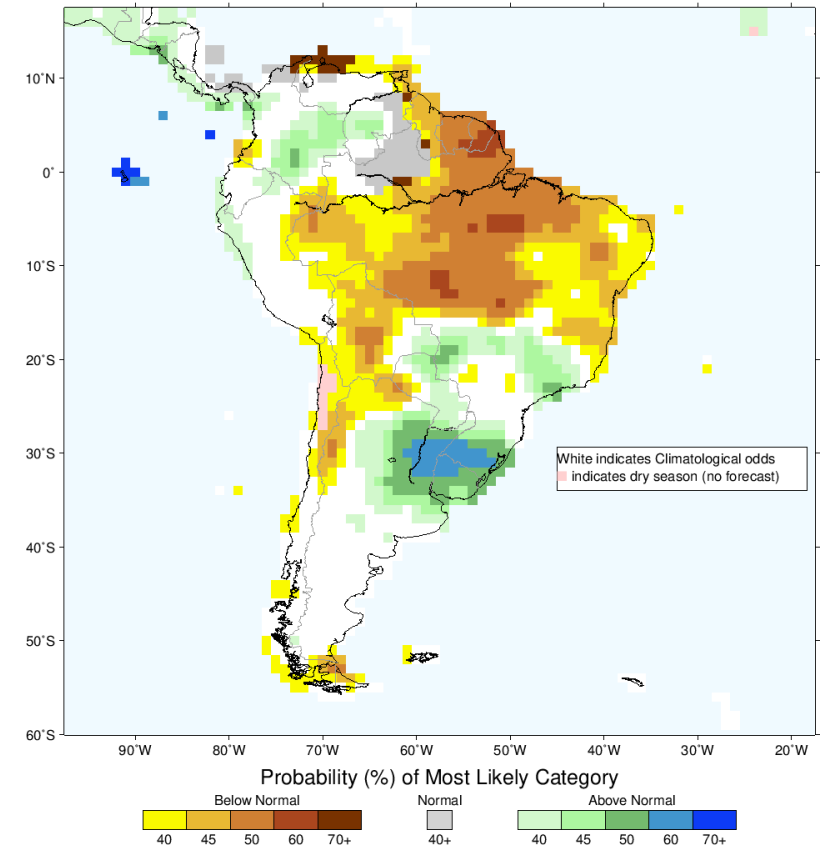 10°N
0°
10°S
20°S
30°S
40°S
50°S
60°S
White indicates Climatological odds
indicates dry season (no forecast)
90°W 80°W 70°W 60°W 50°W 40°W 30°W 20°W
Probability (%) of Most Likely Category
Below Normal Normal Above Normal
40 45 50 60 70+ 40+ 40 45 50 60 70+